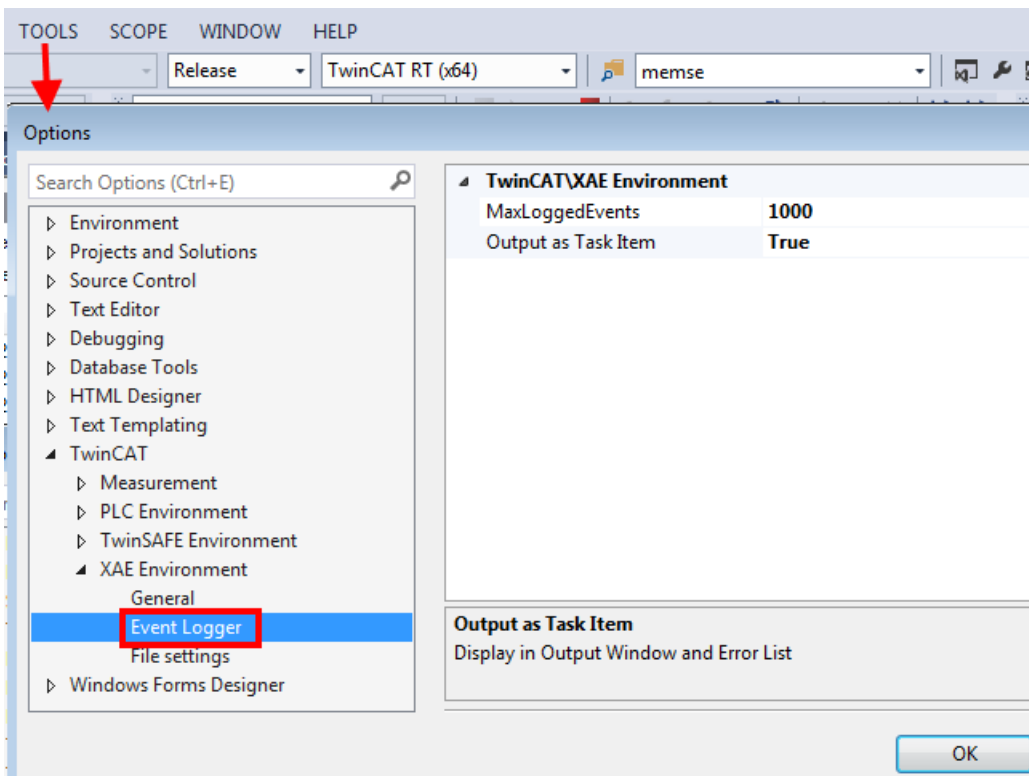 TOOLS SCOPE WINDOW HELP
Release TwinCAT RT (x64) memse
Options
Search Options (Ctrl+E)
Environment
Projects and Solutions
Source Control
Text Editor
Debugging
Database Tools
HTML Designer
Text Templating
TwinCAT
Measurement
PLC Environment
TwinSAFE Environment
XAE Environment
General
Event Logger
File settings
Windows Forms Designer
TwinCAT\XAE Environment
MaxLoggedEvents 1000
Output as Task Item True
Output as Task Item
Display in Output Window and Error List
OK